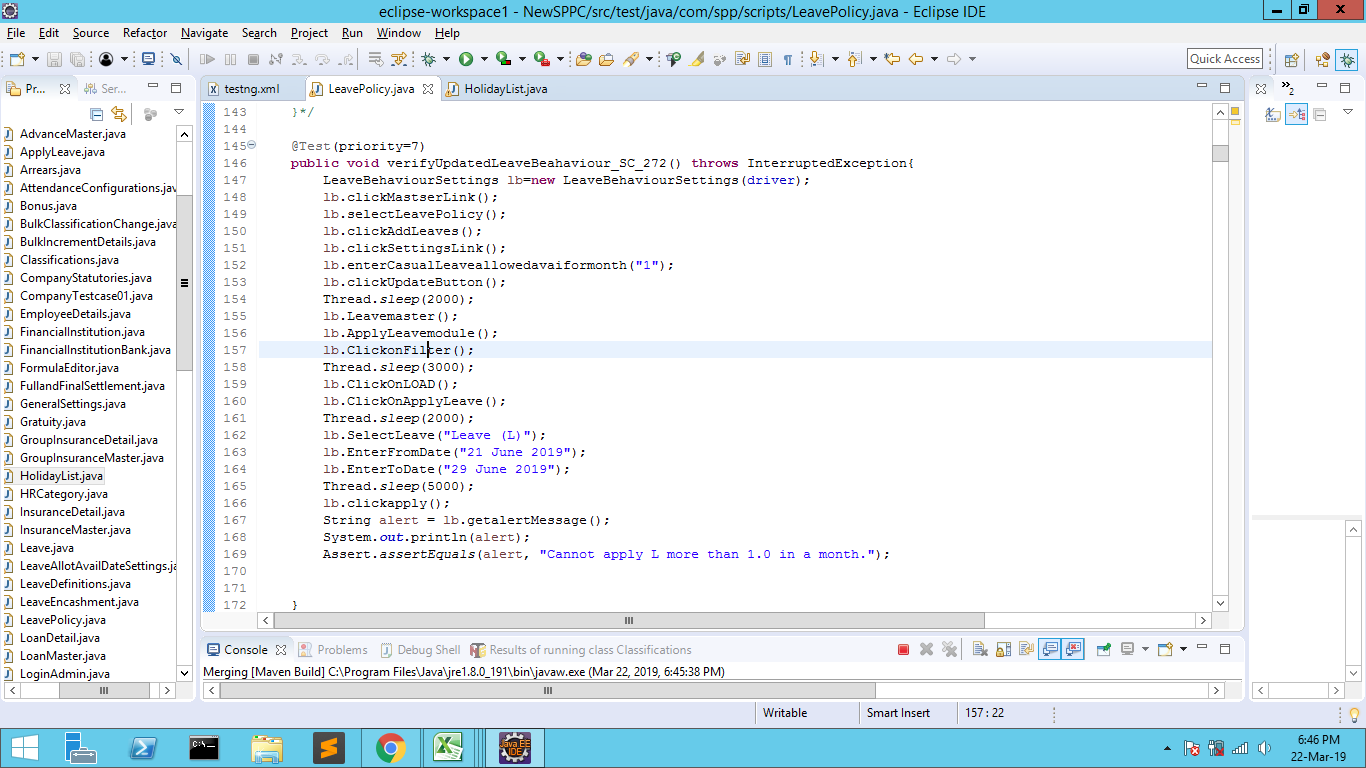 eclipse-workspace1 - NewSPPC/src/test/java/com/spp/scripts/LeavePolicy.java - Eclipse IDE
File Edit Source Refactor Navigate Search Project Run Window Help
Quick Access
Pr... Ser...
testng.xml LeavePolicy.java HolidayList.java
2
AdvanceMaster.java
ApplyLeave.java
Arrears.java
AttendanceConfigurations.jav
Bonus.java
BulkClassificationChange.java
BulkIncrementDetails.java
Classifications.java
CompanyStatutories.java
CompanyTestcase01.java
EmployeeDetails.java
FinancialInstitution.java
FinancialInstitutionBank.java
FormulaEditor.java
FullandFinalSettlement.java
GeneralSettings.java
Gratuity.java
GroupInsuranceDetail.java
GroupInsuranceMaster.java
HolidayList.java
HRCategory.java
InsuranceDetail.java
InsuranceMaster.java
Leave.java
LeaveAllotAvailDateSettings.ja
LeaveDefinitions.java
LeaveEncashment.java
LeavePolicy.java
LoanDetail.java
LoanMaster.java
LoginAdmin.java
143 }*/
144
145 @Test(priority=7)
146 public void verifyUpdatedLeaveBeahaviour_SC_272() throws InterruptedException{
147 LeaveBehaviourSettings lb=new LeaveBehaviourSettings(driver);
148 lb.clickMastserLink();
149 lb.selectLeavePolicy();
150 lb.clickAddLeaves();
151 lb.clickSettingsLink();
152 lb.enterCasualLeaveallowedavaiformonth("1");
153 lb.clickUpdateButton();
154 Thread.sleep(2000);
155 lb.Leavemaster();
156 lb.ApplyLeavemodule();
157 lb.ClickonFilter();
158 Thread.sleep(3000);
159 lb.ClickOnLOAD();
160 lb.ClickOnApplyLeave();
161 Thread.sleep(2000);
162 lb.SelectLeave("Leave (L)");
163 lb.EnterFromDate("21 June 2019");
164 lb.EnterToDate("29 June 2019");
165 Thread.sleep(5000);
166 lb.clickapply();
167 String alert = lb.getalertMessage();
168 System.out.println(alert);
169 Assert.assertEquals(alert, "Cannot apply L more than 1.0 in a month.");
170
171
172 }
Console Problems Debug Shell Results of running class Classifications
Merging [Maven Build] C:\Program Files\Java\jre1.8.0_191\bin\javaw.exe (Mar 22, 2019, 6:45:38 PM)
Writable Smart Insert 157 : 22
C:\_
Java EE
IDE
6:46 PM
22-Mar-19